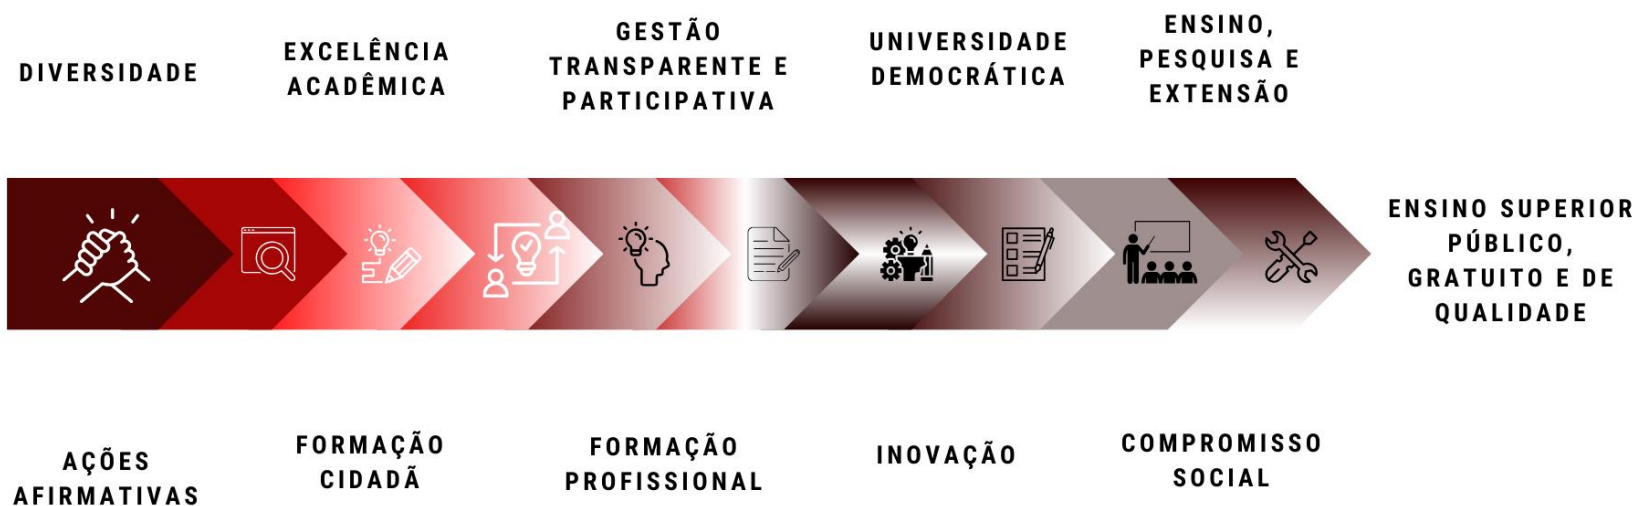 DIVERSIDADE
EXCELÊNCIA
ACADÊMICA
GESTÃO
TRANSPARENTE E
PARTICIPATIVA
UNIVERSIDADE
DEMOCRÁTICA
ENSINO,
PESQUISA E
EXTENSÃO
ENSINO SUPERIOR
PÚBLICO,
GRATUITO E DE
QUALIDADE
AÇÕES
AFIRMATIVAS
FORMAÇÃO
CIDADÃ
FORMAÇÃO
PROFISSIONAL
INOVAÇÃO
COMPROMISSO
SOCIAL